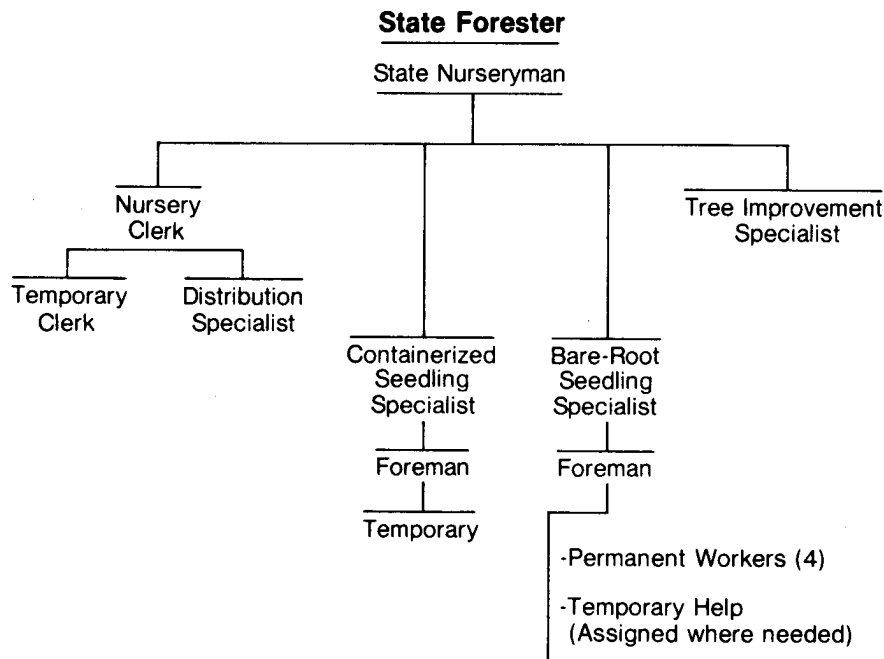 State Forester
State Nurseryman
Nursery
Clerk
Tree Improvement
Specialist
Temporary
Clerk
Distribution
Specialist
Containerized
Seedling
Specialist
Bare-Root
Seedling
Specialist
Foreman
Foreman
Temporary
-Permanent Workers (4)
-Temporary Help
(Assigned where needed)